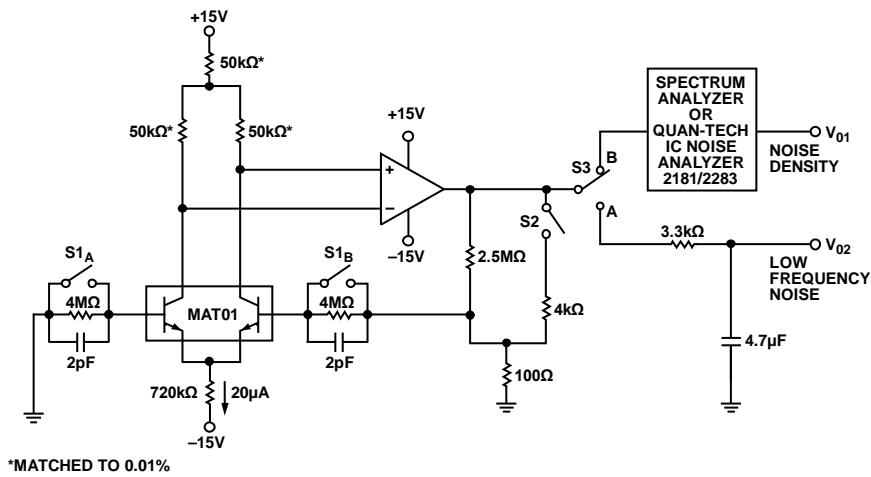 +15V
50kΩ*
50kΩ*
50kΩ*
+15V
+
−
−15V
S1A
4MΩ
2pF
MAT01
S1B
4MΩ
2pF
720kΩ
20µA
−15V
2.5MΩ
S2
4kΩ
100Ω
S3
B
A
SPECTRUM
ANALYZER
OR
QUAN-TECH
IC NOISE
ANALYZER
2181/2283
V01
NOISE
DENSITY
3.3kΩ
V02
LOW
FREQUENCY
NOISE
4.7µF
*MATCHED TO 0.01%